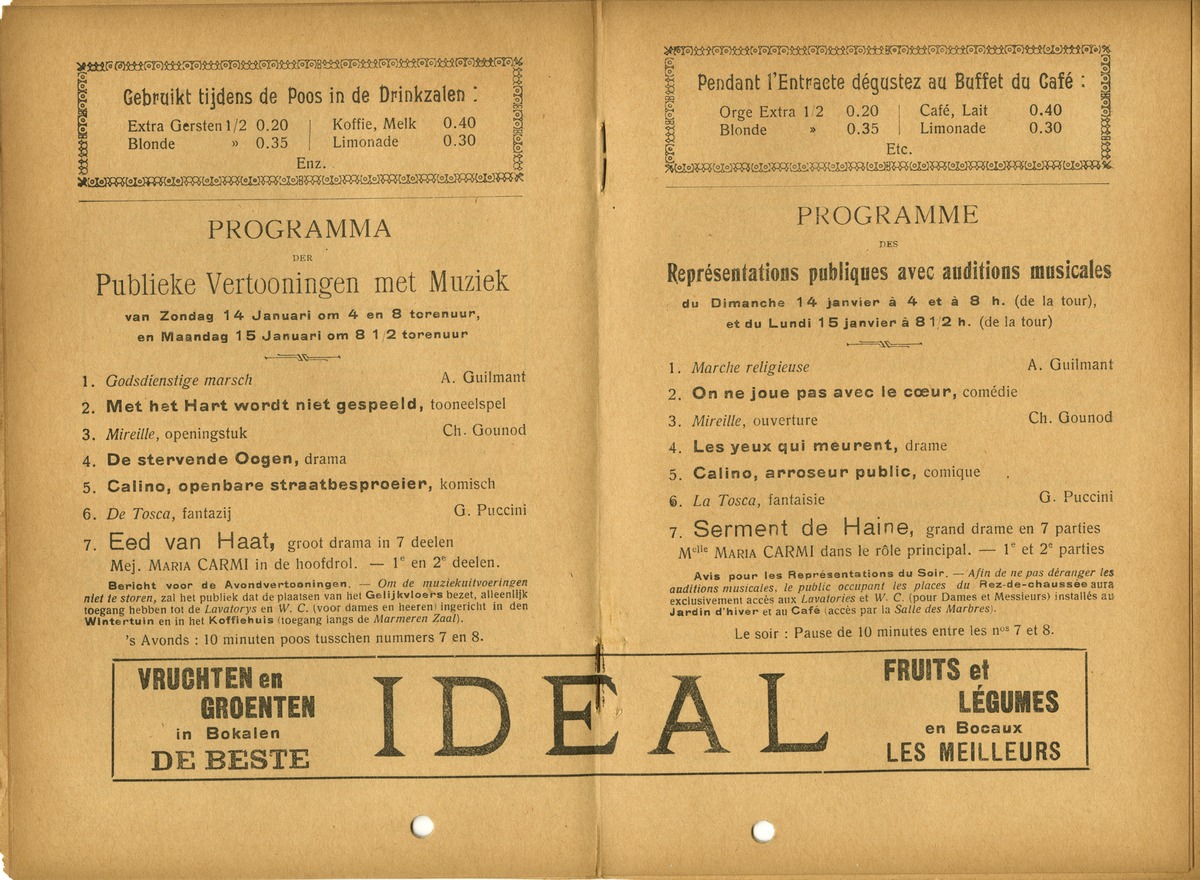 Gebruikt tijdens de Poos in de Drinkzalen :
Extra Gersten 1/2 0.20 | Koffie, Melk 0.40
Blonde » 0.35 | Limonade 0.30
Enz.
PROGRAMMA
DER
Publieke Vertooningen met Muziek
van Zondag 14 Januari om 4 en 8 torenuur,
en Maandag 15 Januari om 8 1/2 torenuur
1. Godsdienstige marsch A. Guilmant
2. Met het Hart wordt niet gespeeld, tooneelspel
3. Mireille, openingstuk Ch. Gounod
4. De stervende Oogen, drama
5. Calino, openbare straatbesproeier, komisch
6. De Tosca, fantazij G. Puccini
7. Eed van Haat, groot drama in 7 deelen
Mej. MARIA CARMI in de hoofdrol. — 1e en 2e deelen.
Bericht voor de Avondvertooningen. — Om de muziekuitvoeringen
niet te storen, zal het publiek dat de plaatsen van het Gelijkvloers bezet, alleenlijk
toegang hebben tot de Lavatorys en W. C. (voor dames en heeren) ingericht in den
Wintertuin en in het Koffiehuis (toegang langs de Marmeren Zaal).
's Avonds : 10 minuten poos tusschen nummers 7 en 8.
Pendant l'Entracte dégustez au Buffet du Café :
Orge Extra 1/2 0.20 | Café, Lait 0.40
Blonde » 0.35 | Limonade 0.30
Etc.
PROGRAMME
DES
Représentations publiques avec auditions musicales
du Dimanche 14 janvier à 4 et à 8 h. (de la tour),
et du Lundi 15 janvier à 8 1/2 h. (de la tour)
1. Marche religieuse A. Guilmant
2. On ne joue pas avec le cœur, comédie
3. Mireille, ouverture Ch. Gounod
4. Les yeux qui meurent, drame
5. Calino, arroseur public, comique
6. La Tosca, fantaisie G. Puccini
7. Serment de Haine, grand drame en 7 parties
Melle MARIA CARMI dans le rôle principal. — 1e et 2e parties
Avis pour les Représentations du Soir. — Afin de ne pas déranger les
auditions musicales, le public occupant les places du Rez-de-chaussée aura
exclusivement accès aux Lavatories et W. C. (pour Dames et Messieurs) installés au
Jardin d'hiver et au Café (accès par la Salle des Marbres).
Le soir : Pause de 10 minutes entre les nos 7 et 8.
VRUCHTEN en
GROENTEN
in Bokalen
DE BESTE
IDEAL
FRUITS et
LÉGUMES
en Bocaux
LES MEILLEURS